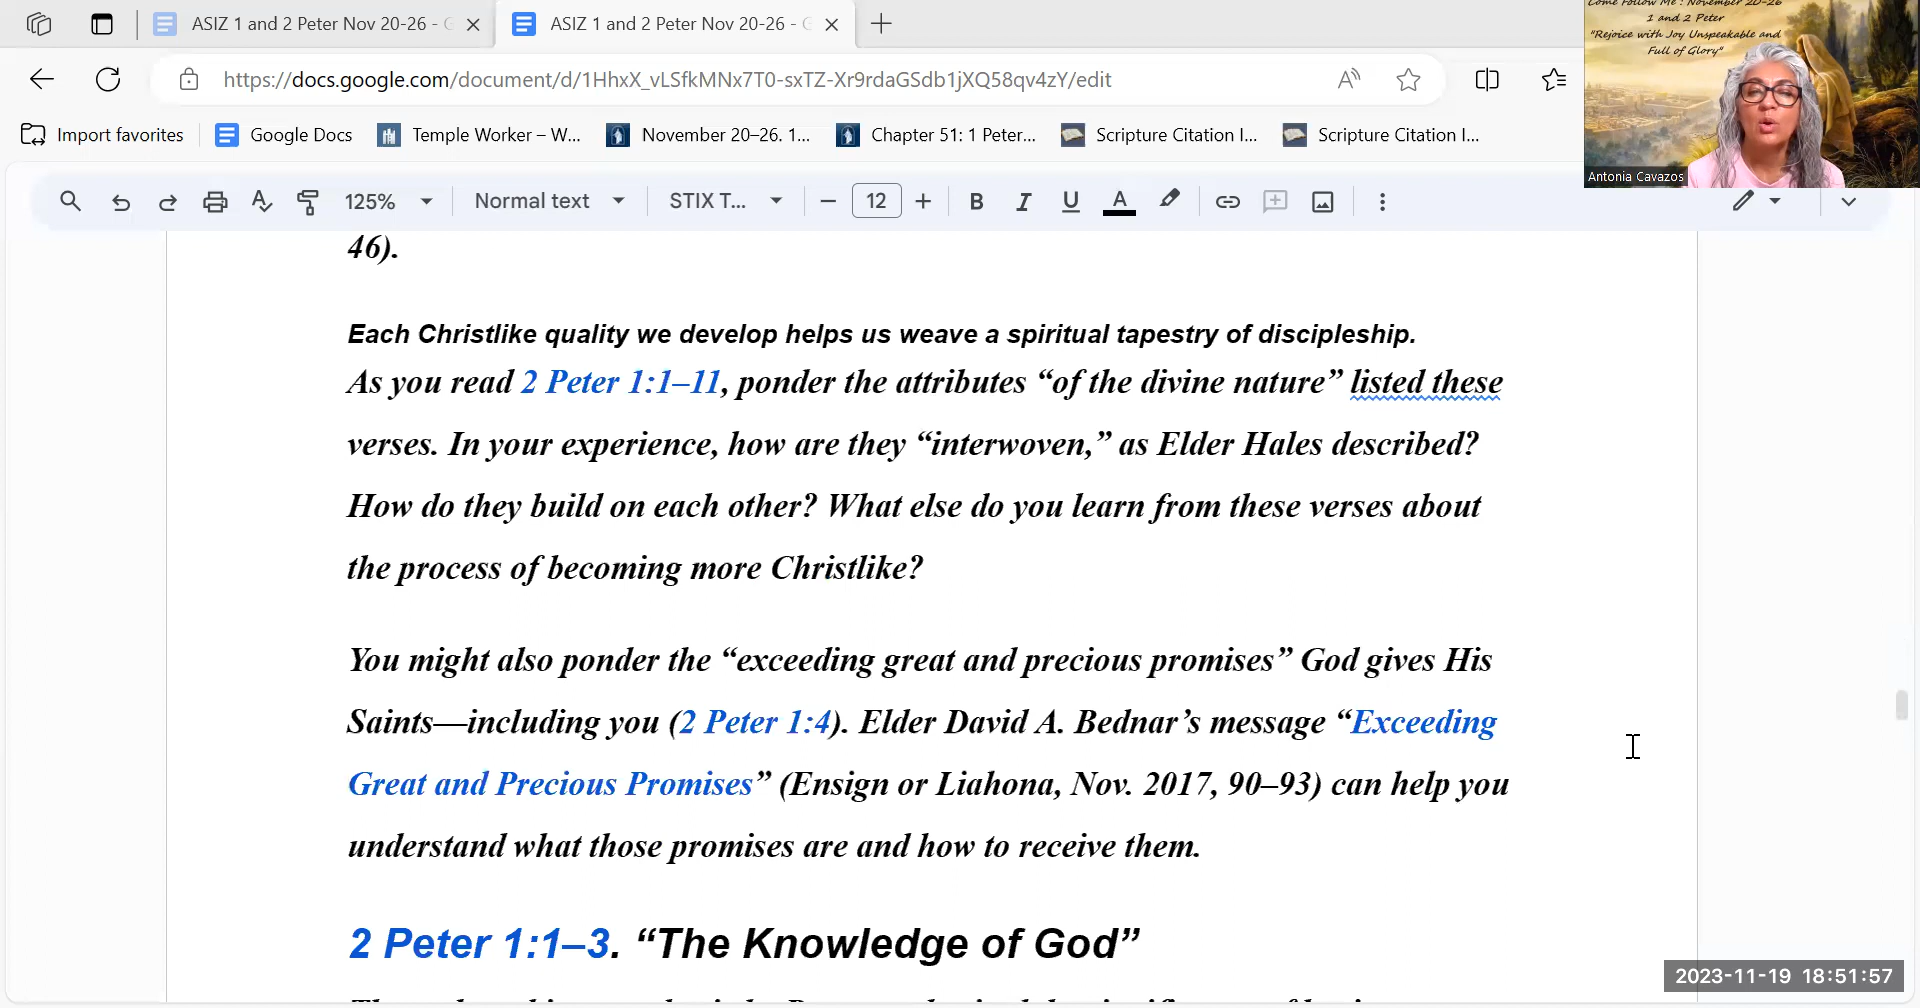 ASIZ 1 and 2 Peter Nov 20-26 - G
ASIZ 1 and 2 Peter Nov 20-26 - G
https://docs.google.com/document/d/1HhxX_vLSfkMNx7T0-sxTZ-Xr9rdaGSdb1jXQ58qv4zY/edit
Import favorites
Google Docs
Temple Worker – W...
November 20–26. 1...
Chapter 51: 1 Peter...
Scripture Citation I...
Scripture Citation I...
Come Follow Me : November 20-26
1 and 2 Peter
"Rejoice with Joy Unspeakable and
Full of Glory"
Antonia Cavazos
125%
Normal text
STIX T...
12
B I U A
46).
Each Christlike quality we develop helps us weave a spiritual tapestry of discipleship.
As you read 2 Peter 1:1–11, ponder the attributes “of the divine nature” listed these
verses. In your experience, how are they “interwoven,” as Elder Hales described?
How do they build on each other? What else do you learn from these verses about
the process of becoming more Christlike?
You might also ponder the “exceeding great and precious promises” God gives His
Saints—including you (2 Peter 1:4). Elder David A. Bednar’s message “Exceeding
Great and Precious Promises” (Ensign or Liahona, Nov. 2017, 90–93) can help you
understand what those promises are and how to receive them.
2 Peter 1:1–3. “The Knowledge of God”
2023-11-19 18:51:57